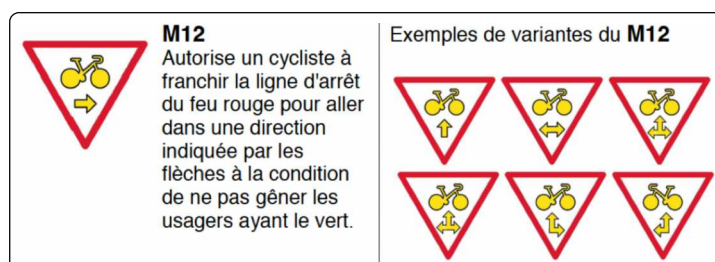 M12
Autorise un cycliste à
franchir la ligne d'arrêt
du feu rouge pour aller
dans une direction
indiquée par les
flèches à la condition
de ne pas gêner les
usagers ayant le vert.
Exemples de variantes du M12